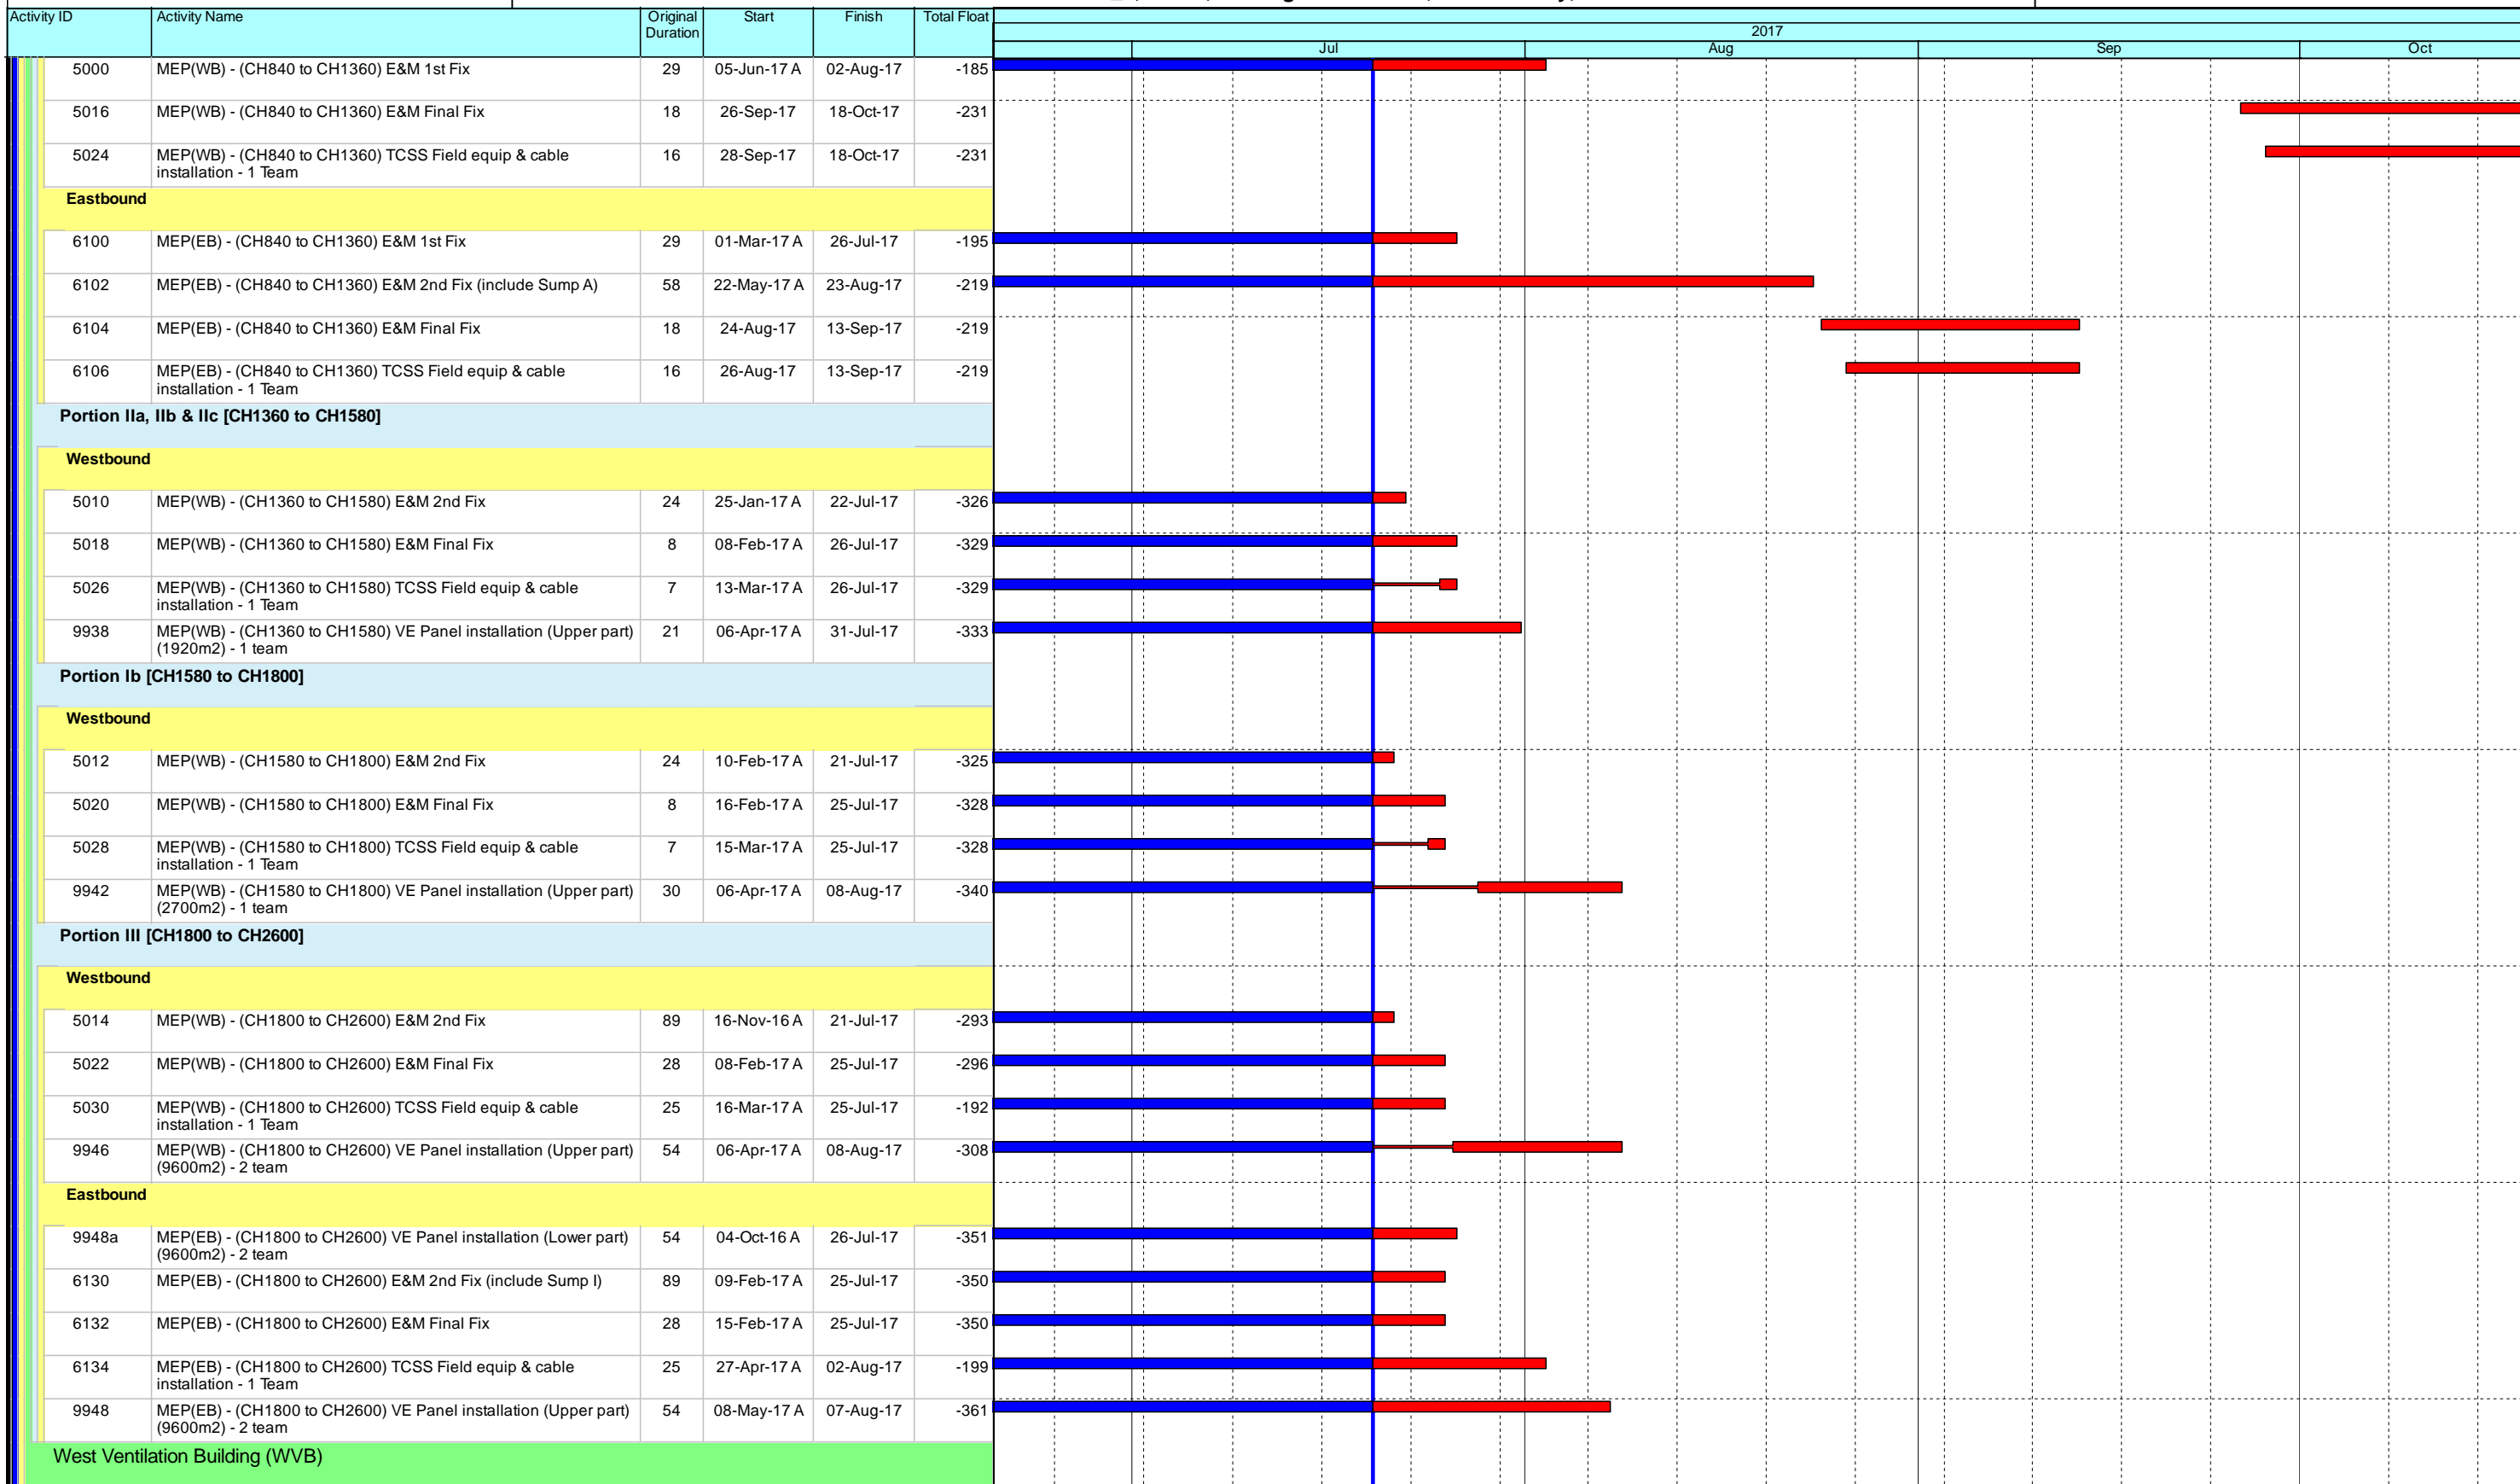 Activity ID Activity Name Original Start Finish Total Float
Duration
2017
Jul Aug Sep Oct
5000 MEP(WB) - (CH840 to CH1360) E&M 1st Fix 29 05-Jun-17 A 02-Aug-17 -185
5016 MEP(WB) - (CH840 to CH1360) E&M Final Fix 18 26-Sep-17 18-Oct-17 -231
5024 MEP(WB) - (CH840 to CH1360) TCSS Field equip & cable 16 28-Sep-17 18-Oct-17 -231
installation - 1 Team
Eastbound
6100 MEP(EB) - (CH840 to CH1360) E&M 1st Fix 29 01-Mar-17 A 26-Jul-17 -195
6102 MEP(EB) - (CH840 to CH1360) E&M 2nd Fix (include Sump A) 58 22-May-17 A 23-Aug-17 -219
6104 MEP(EB) - (CH840 to CH1360) E&M Final Fix 18 24-Aug-17 13-Sep-17 -219
6106 MEP(EB) - (CH840 to CH1360) TCSS Field equip & cable 16 26-Aug-17 13-Sep-17 -219
installation - 1 Team
Portion IIa, IIb & IIc [CH1360 to CH1580]
Westbound
5010 MEP(WB) - (CH1360 to CH1580) E&M 2nd Fix 24 25-Jan-17 A 22-Jul-17 -326
5018 MEP(WB) - (CH1360 to CH1580) E&M Final Fix 8 08-Feb-17 A 26-Jul-17 -329
5026 MEP(WB) - (CH1360 to CH1580) TCSS Field equip & cable 7 13-Mar-17 A 26-Jul-17 -329
installation - 1 Team
9938 MEP(WB) - (CH1360 to CH1580) VE Panel installation (Upper part) 21 06-Apr-17 A 31-Jul-17 -333
(1920m2) - 1 team
Portion Ib [CH1580 to CH1800]
Westbound
5012 MEP(WB) - (CH1580 to CH1800) E&M 2nd Fix 24 10-Feb-17 A 21-Jul-17 -325
5020 MEP(WB) - (CH1580 to CH1800) E&M Final Fix 8 16-Feb-17 A 25-Jul-17 -328
5028 MEP(WB) - (CH1580 to CH1800) TCSS Field equip & cable 7 15-Mar-17 A 25-Jul-17 -328
installation - 1 Team
9942 MEP(WB) - (CH1580 to CH1800) VE Panel installation (Upper part) 30 06-Apr-17 A 08-Aug-17 -340
(2700m2) - 1 team
Portion III [CH1800 to CH2600]
Westbound
5014 MEP(WB) - (CH1800 to CH2600) E&M 2nd Fix 89 16-Nov-16 A 21-Jul-17 -293
5022 MEP(WB) - (CH1800 to CH2600) E&M Final Fix 28 08-Feb-17 A 25-Jul-17 -296
5030 MEP(WB) - (CH1800 to CH2600) TCSS Field equip & cable 25 16-Mar-17 A 25-Jul-17 -192
installation - 1 Team
9946 MEP(WB) - (CH1800 to CH2600) VE Panel installation (Upper part) 54 06-Apr-17 A 08-Aug-17 -308
(9600m2) - 2 team
Eastbound
9948a MEP(EB) - (CH1800 to CH2600) VE Panel installation (Lower part) 54 04-Oct-16 A 26-Jul-17 -351
(9600m2) - 2 team
6130 MEP(EB) - (CH1800 to CH2600) E&M 2nd Fix (include Sump I) 89 09-Feb-17 A 25-Jul-17 -350
6132 MEP(EB) - (CH1800 to CH2600) E&M Final Fix 28 15-Feb-17 A 25-Jul-17 -350
6134 MEP(EB) - (CH1800 to CH2600) TCSS Field equip & cable 25 27-Apr-17 A 02-Aug-17 -199
installation - 1 Team
9948 MEP(EB) - (CH1800 to CH2600) VE Panel installation (Upper part) 54 08-May-17 A 07-Aug-17 -361
(9600m2) - 2 team
West Ventilation Building (WVB)